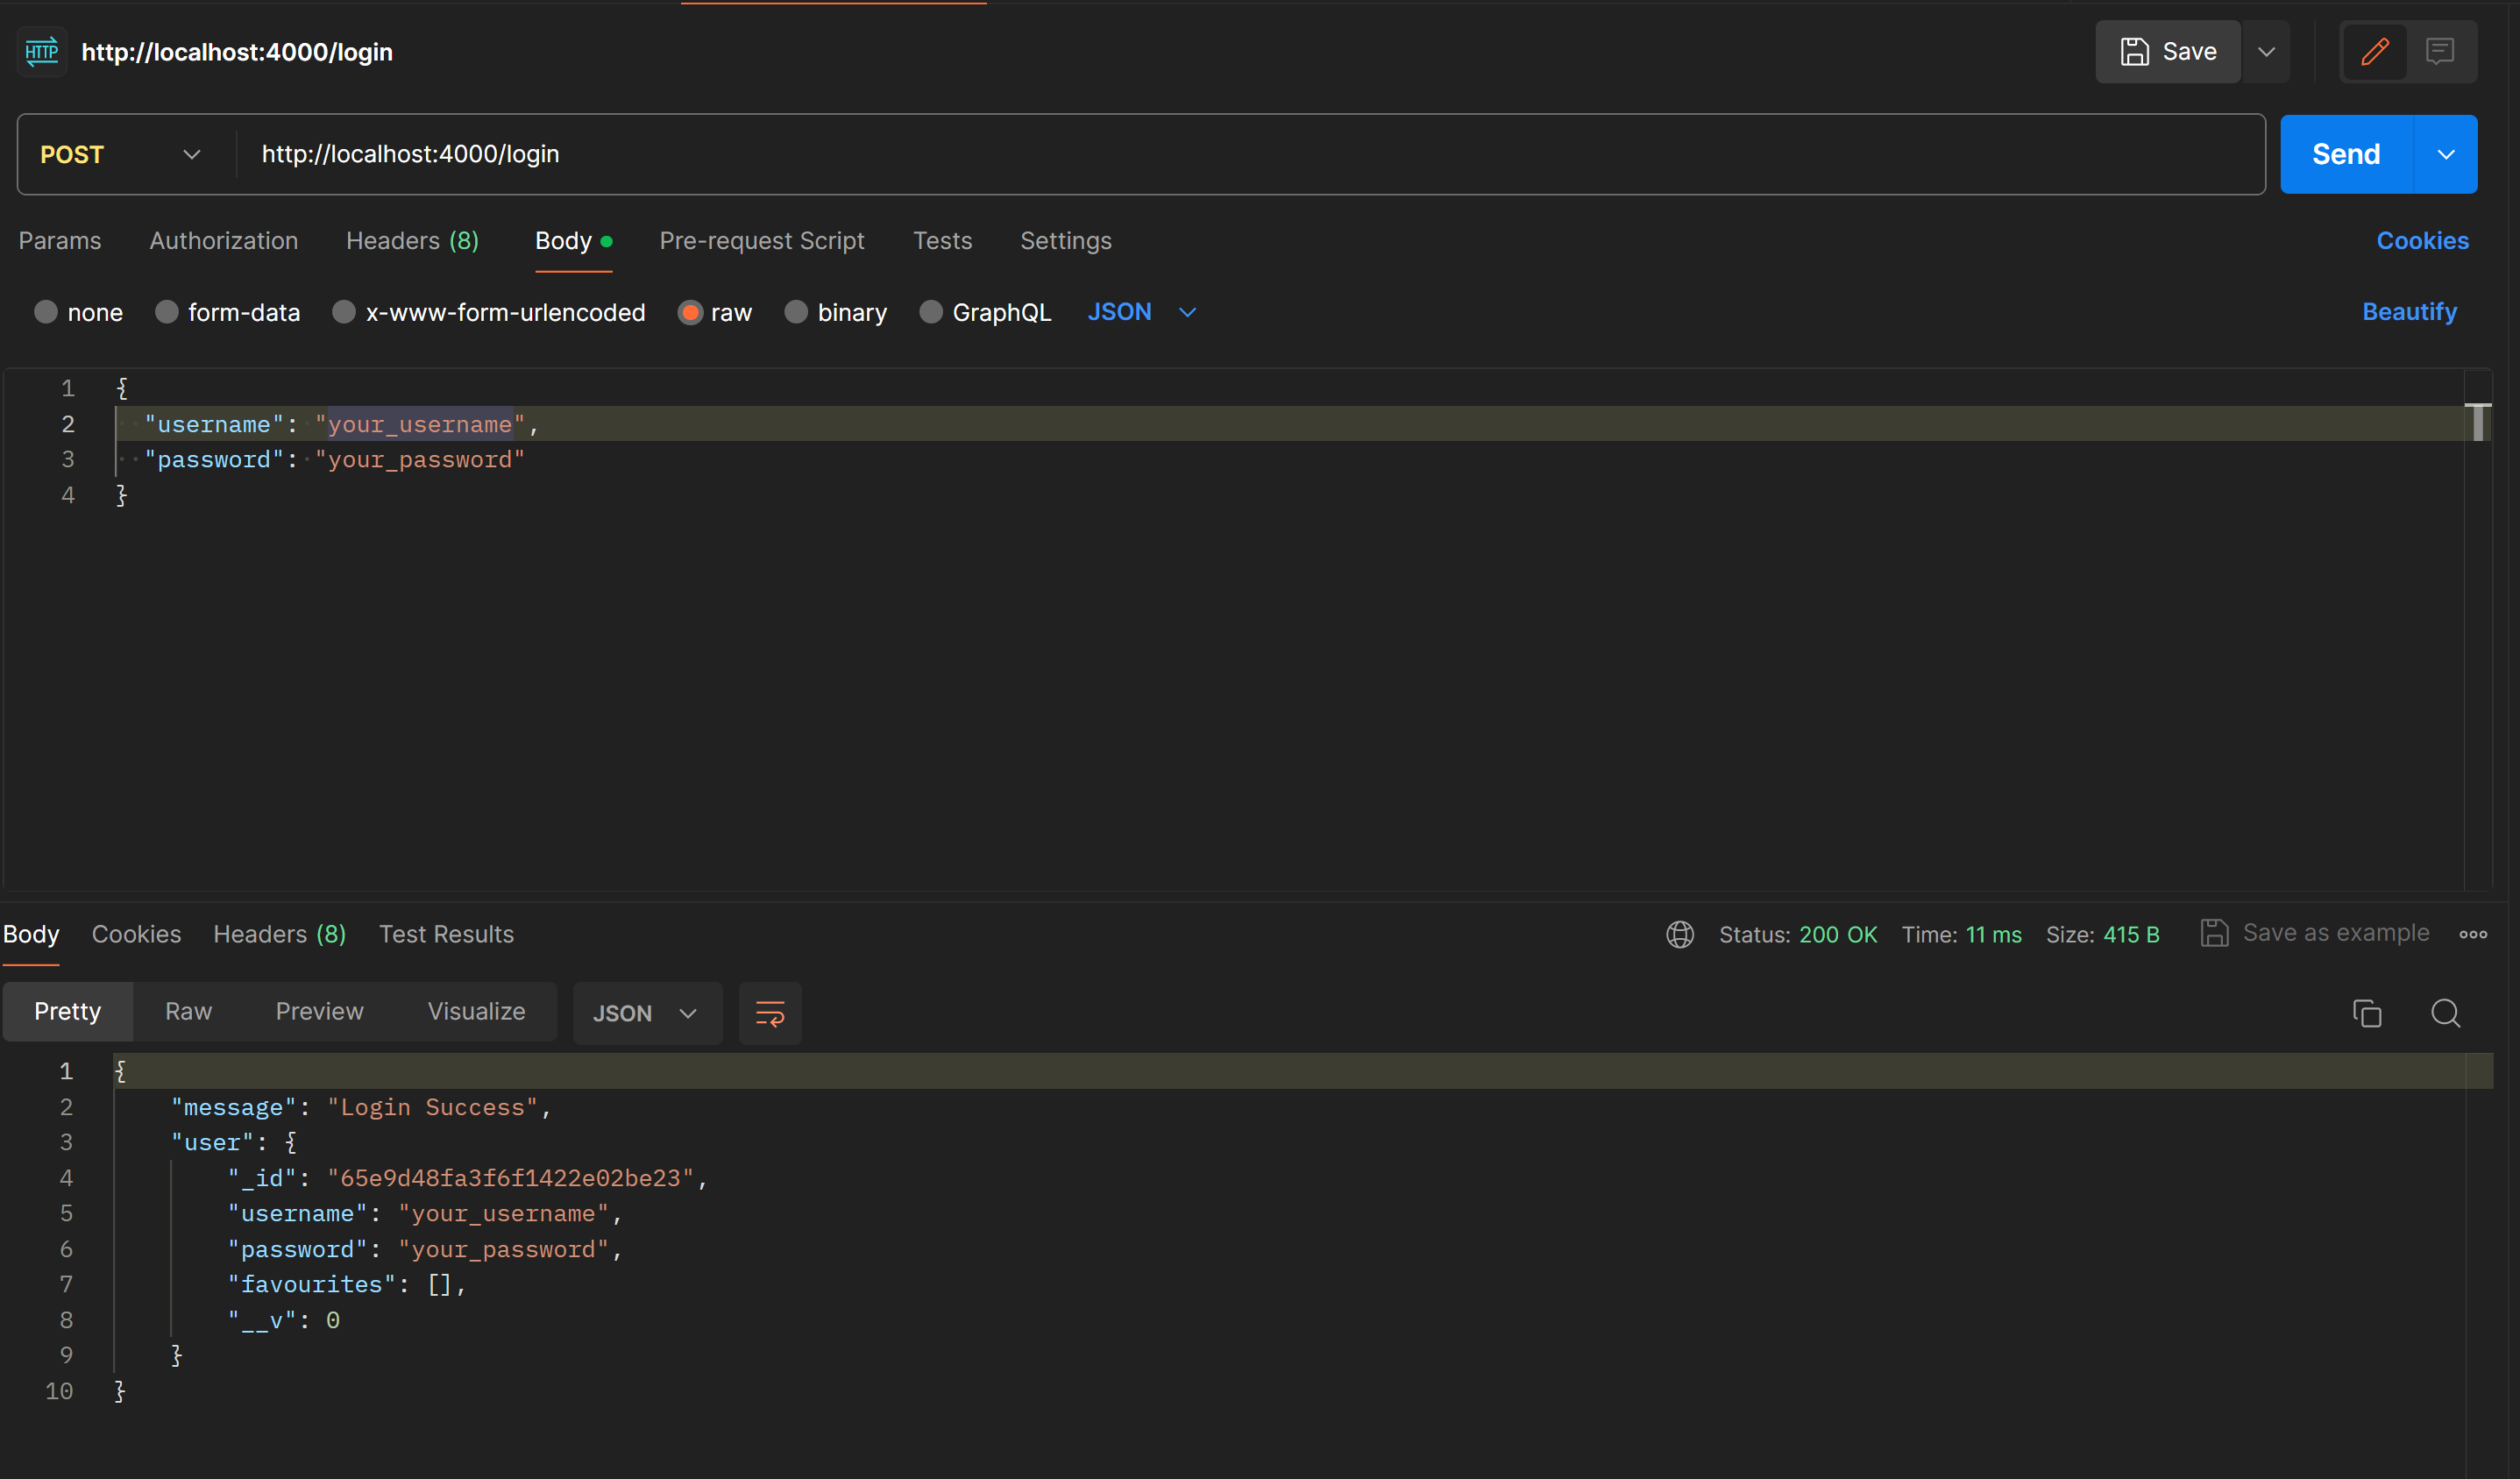 HTTP http://localhost:4000/login Save
POST http://localhost:4000/login Send
Params Authorization Headers (8) Body Pre-request Script Tests Settings Cookies
none form-data x-www-form-urlencoded raw binary GraphQL JSON Beautify
1 {
2 "username": "your_username",
3 "password": "your_password"
4 }
Body Cookies Headers (8) Test Results Status: 200 OK Time: 11 ms Size: 415 B Save as example
Pretty Raw Preview Visualize JSON
1 {
2 "message": "Login Success",
3 "user": {
4 "_id": "65e9d48fa3f6f1422e02be23",
5 "username": "your_username",
6 "password": "your_password",
7 "favourites": [],
8 "__v": 0
9 }
10 }